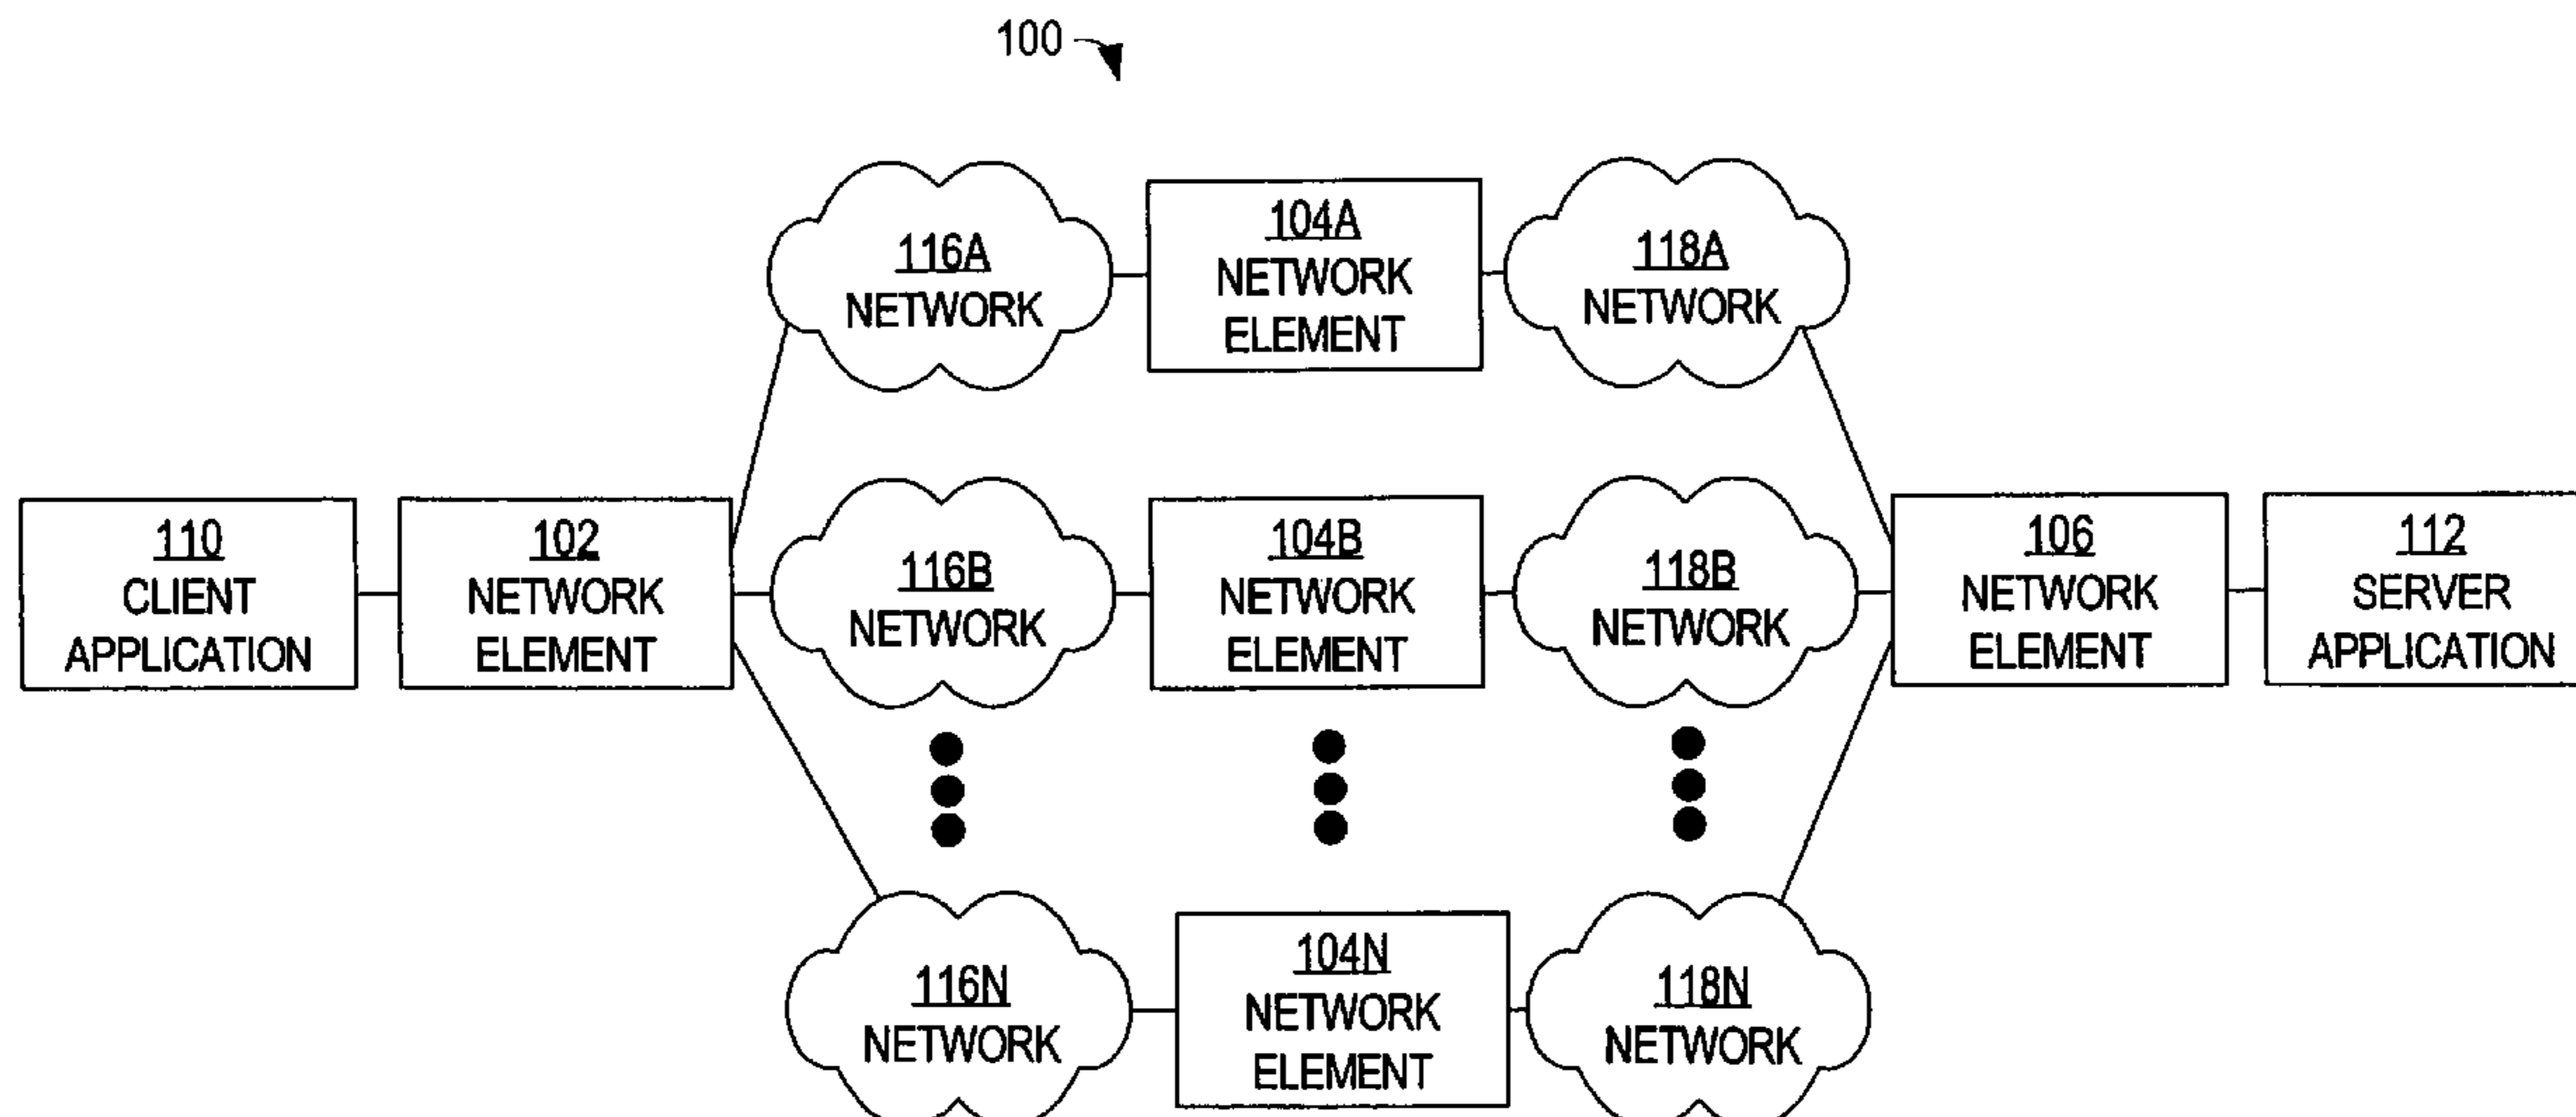 100
116A
NETWORK
104A
NETWORK
ELEMENT
118A
NETWORK
110
CLIENT
APPLICATION
102
NETWORK
ELEMENT
116B
NETWORK
104B
NETWORK
ELEMENT
118B
NETWORK
106
NETWORK
ELEMENT
112
SERVER
APPLICATION
116N
NETWORK
104N
NETWORK
ELEMENT
118N
NETWORK